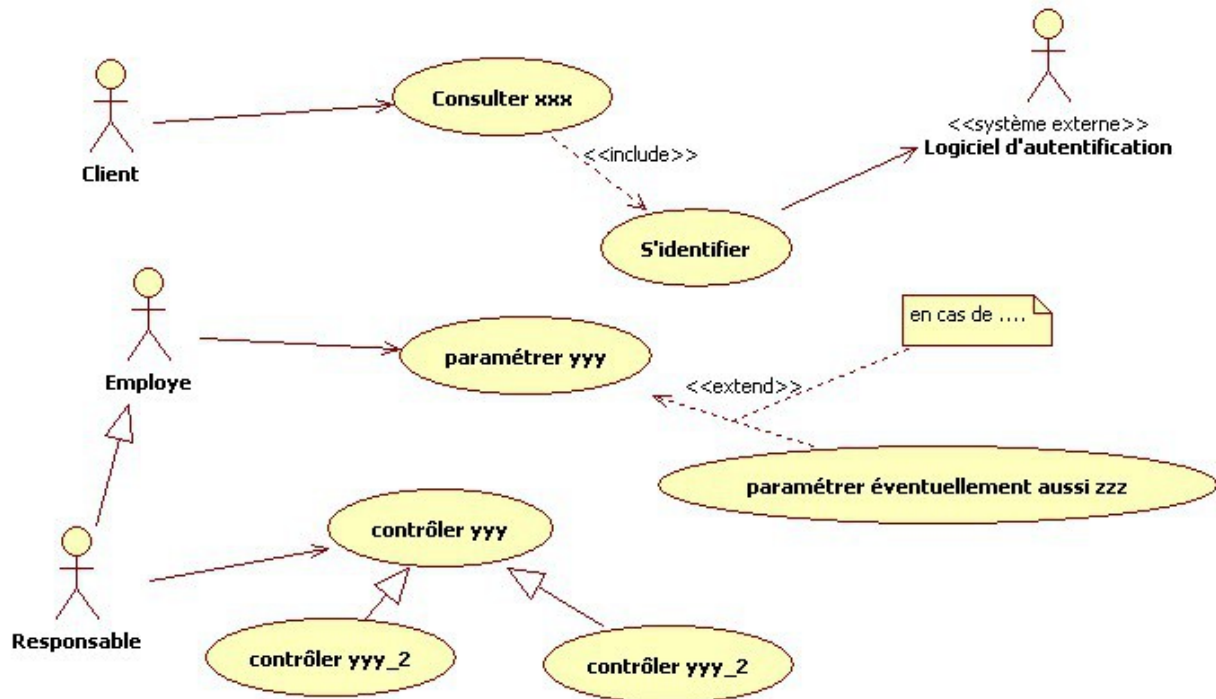 Consulter xxx
<<système externe>>
Logiciel d'autentification
<<include>>
Client
S'identifier
en cas de ....
paramétrer yyy
Employe
<<extend>>
paramétrer éventuellement aussi zzz
contrôler yyy
Responsable
contrôler yyy_2
contrôler yyy_2